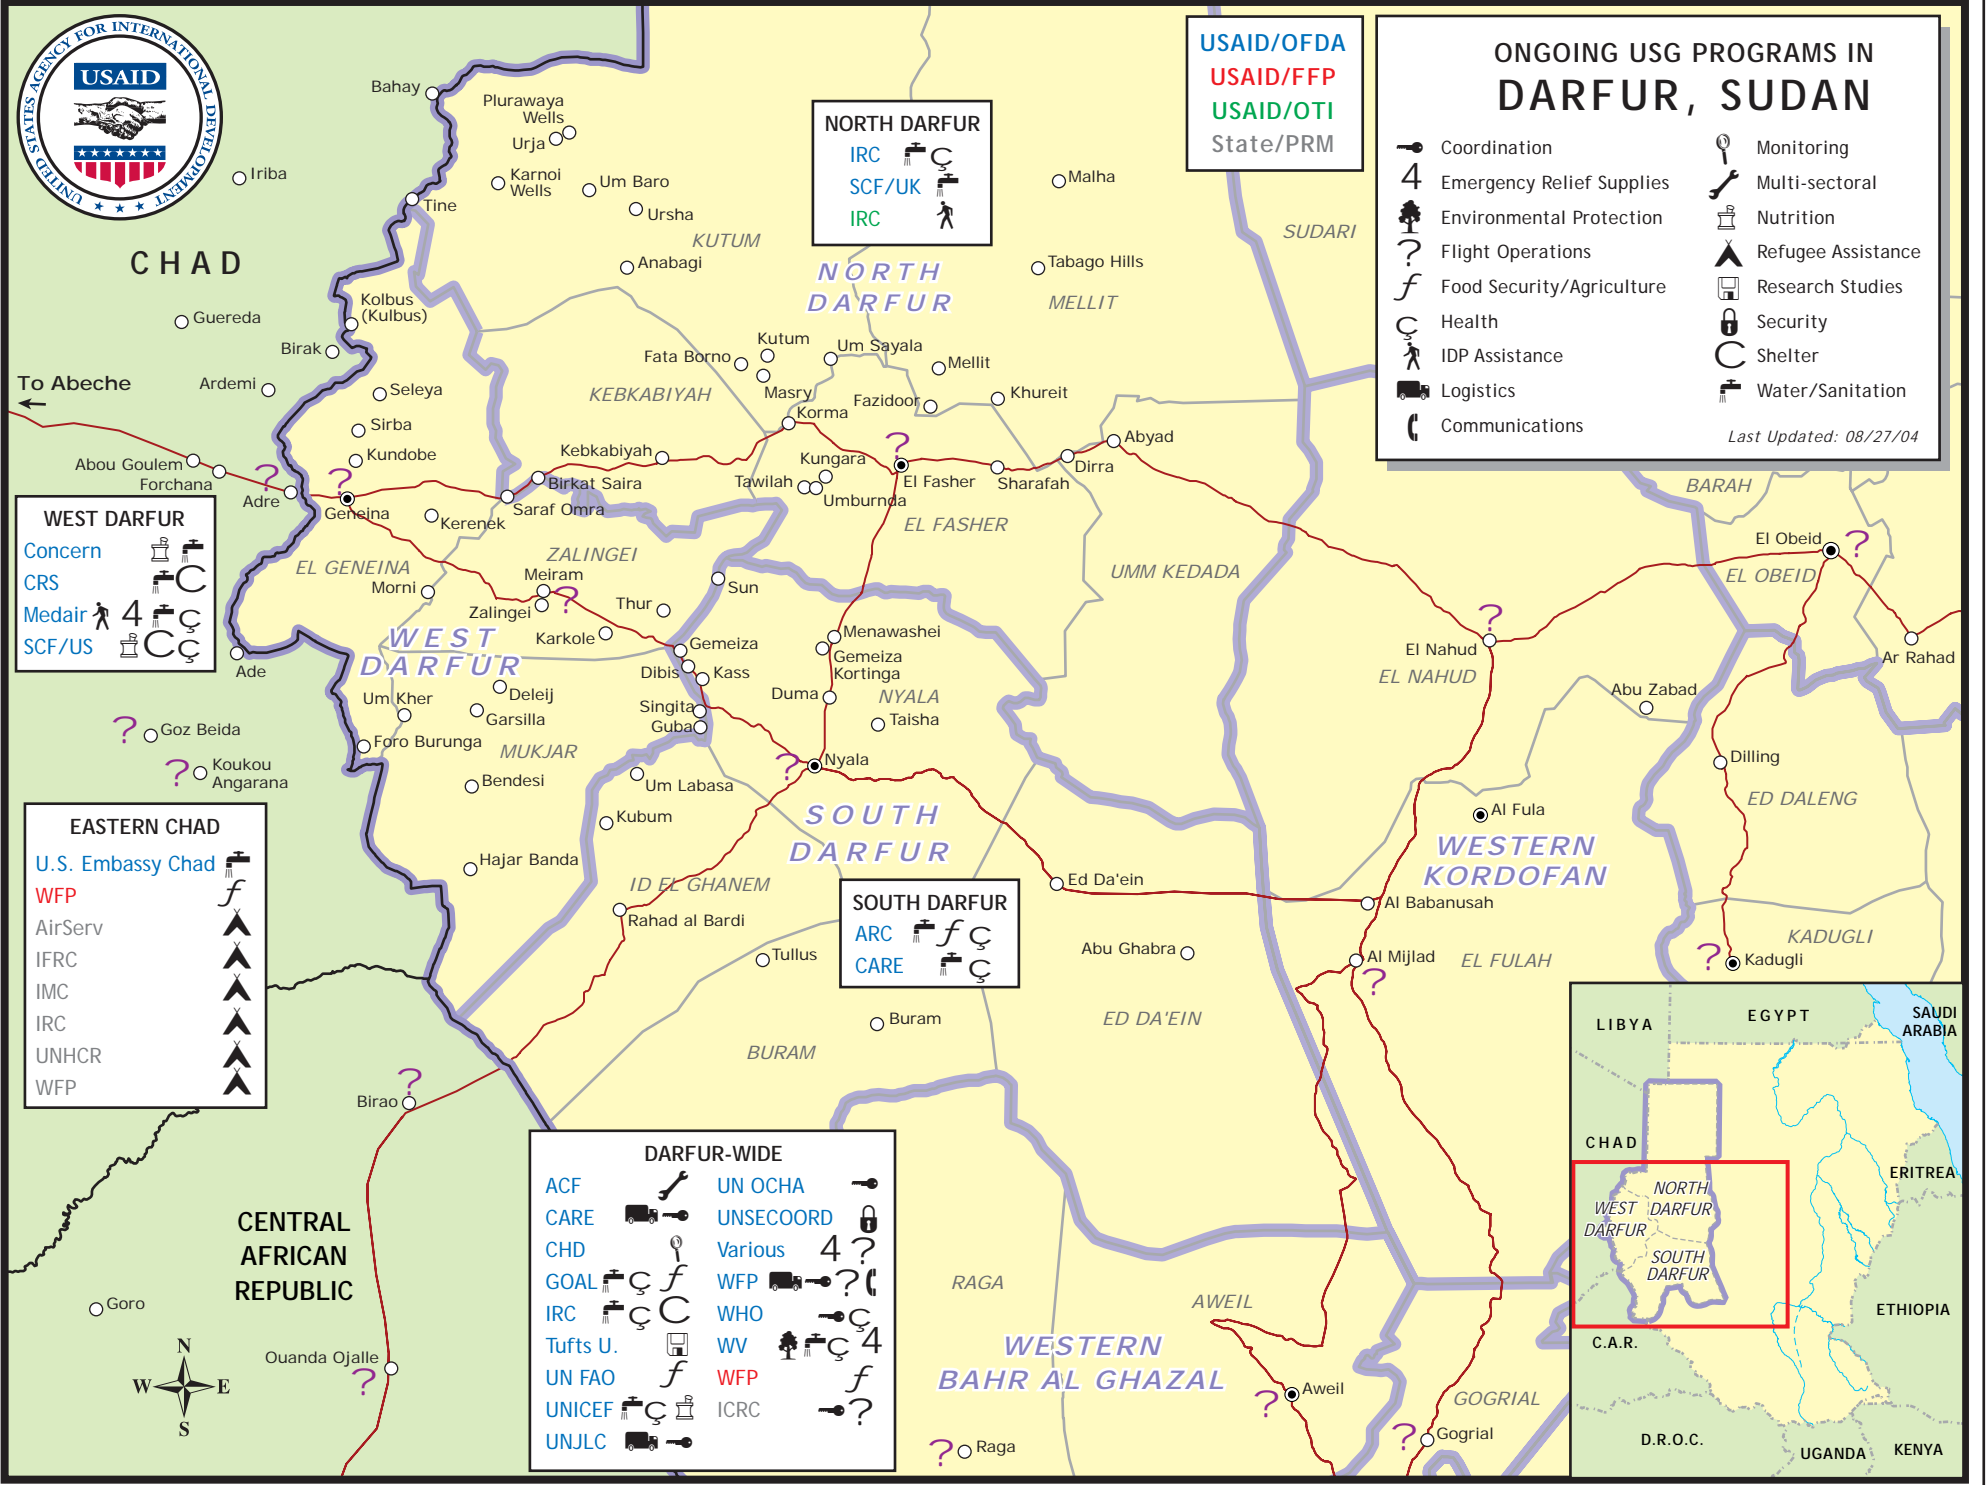 UNITED STATES AGENCY FOR INTERNATIONAL DEVELOPMENT
USAID
USAID/OFDA
USAID/FFP
USAID/OTI
State/PRM
ONGOING USG PROGRAMS IN
DARFUR, SUDAN
Coordination
4 Emergency Relief Supplies
Environmental Protection
? Flight Operations
ƒ Food Security/Agriculture
Ç Health
IDP Assistance
Logistics
Communications
Monitoring
Multi-sectoral
Nutrition
Refugee Assistance
Research Studies
Security
C Shelter
Water/Sanitation
Last Updated: 08/27/04
NORTH DARFUR
IRC Ç
SCF/UK
IRC
WEST DARFUR
Concern
CRS C
Medair 4 Ç
SCF/US C Ç
EASTERN CHAD
U.S. Embassy Chad
WFP ƒ
AirServ
IFRC
IMC
IRC
UNHCR
WFP
SOUTH DARFUR
ARC ƒ Ç
CARE Ç
DARFUR-WIDE
ACF
CARE
CHD
GOAL Ç ƒ
IRC Ç C
Tufts U.
UN FAO ƒ
UNICEF Ç
UNJLC
UN OCHA
UNSECOORD
Various 4 ?
WFP ?
WHO Ç
WV Ç 4
WFP ƒ
ICRC ?
Bahay
Plurawaya
Wells
Urja
Karnoi
Wells
Um Baro
Ursha
Iriba
Tine
KUTUM
Anabagi
Malha
SUDARI
CHAD
NORTH
DARFUR
Tabago Hills
MELLIT
Kolbus
(Kulbus)
Guereda
Birak
Kutum
Um Sayala
Fata Borno
Mellit
To Abeche
Ardemi
Seleya
KEBKABIYAH
Masry
Fazidoor
Khureit
Korma
Sirba
Abyad
Kundobe
Kebkabiyah
Kungara
Dirra
Abou Goulem
Forchana
?
?
?
Adre
Geneina
Birkat Saira
Tawilah
Umburnda
El Fasher
Sharafah
BARAH
Saraf Omra
Kerenek
EL FASHER
El Obeid
?
ZALINGEI
EL GENEINA
EL OBEID
UMM KEDADA
Meiram
?
Morni
Zalingei
Thur
Sun
Karkole
WEST
DARFUR
Gemeiza
Menawashei
Gemeiza
Kortinga
?
El Nahud
Ar Rahad
Ade
Dibis
Kass
EL NAHUD
Abu Zabad
Um Kher
Deleij
Garsilla
Singita
Guba
Duma
NYALA
Taisha
?
Goz Beida
Foro Burunga
MUKJAR
?
Koukou
Angarana
?
Nyala
Dilling
Bendesi
Um Labasa
ED DALENG
Kubum
SOUTH
DARFUR
Al Fula
WESTERN
KORDOFAN
Hajar Banda
ID EL GHANEM
Ed Da'ein
Al Babanusah
Rahad al Bardi
KADUGLI
Tullus
Abu Ghabra
Al Mijlad
?
EL FULAH
?
Kadugli
Buram
ED DA'EIN
BURAM
?
Birao
CENTRAL
AFRICAN
REPUBLIC
Goro
RAGA
AWEIL
WESTERN
BAHR AL GHAZAL
Ouanda Ojalle
?
?
Aweil
GOGRIAL
?
Gogrial
?
Raga
N
W
E
S
LIBYA
EGYPT
SAUDI
ARABIA
CHAD
ERITREA
NORTH
DARFUR
WEST
DARFUR
SOUTH
DARFUR
ETHIOPIA
C.A.R.
D.R.O.C.
UGANDA
KENYA